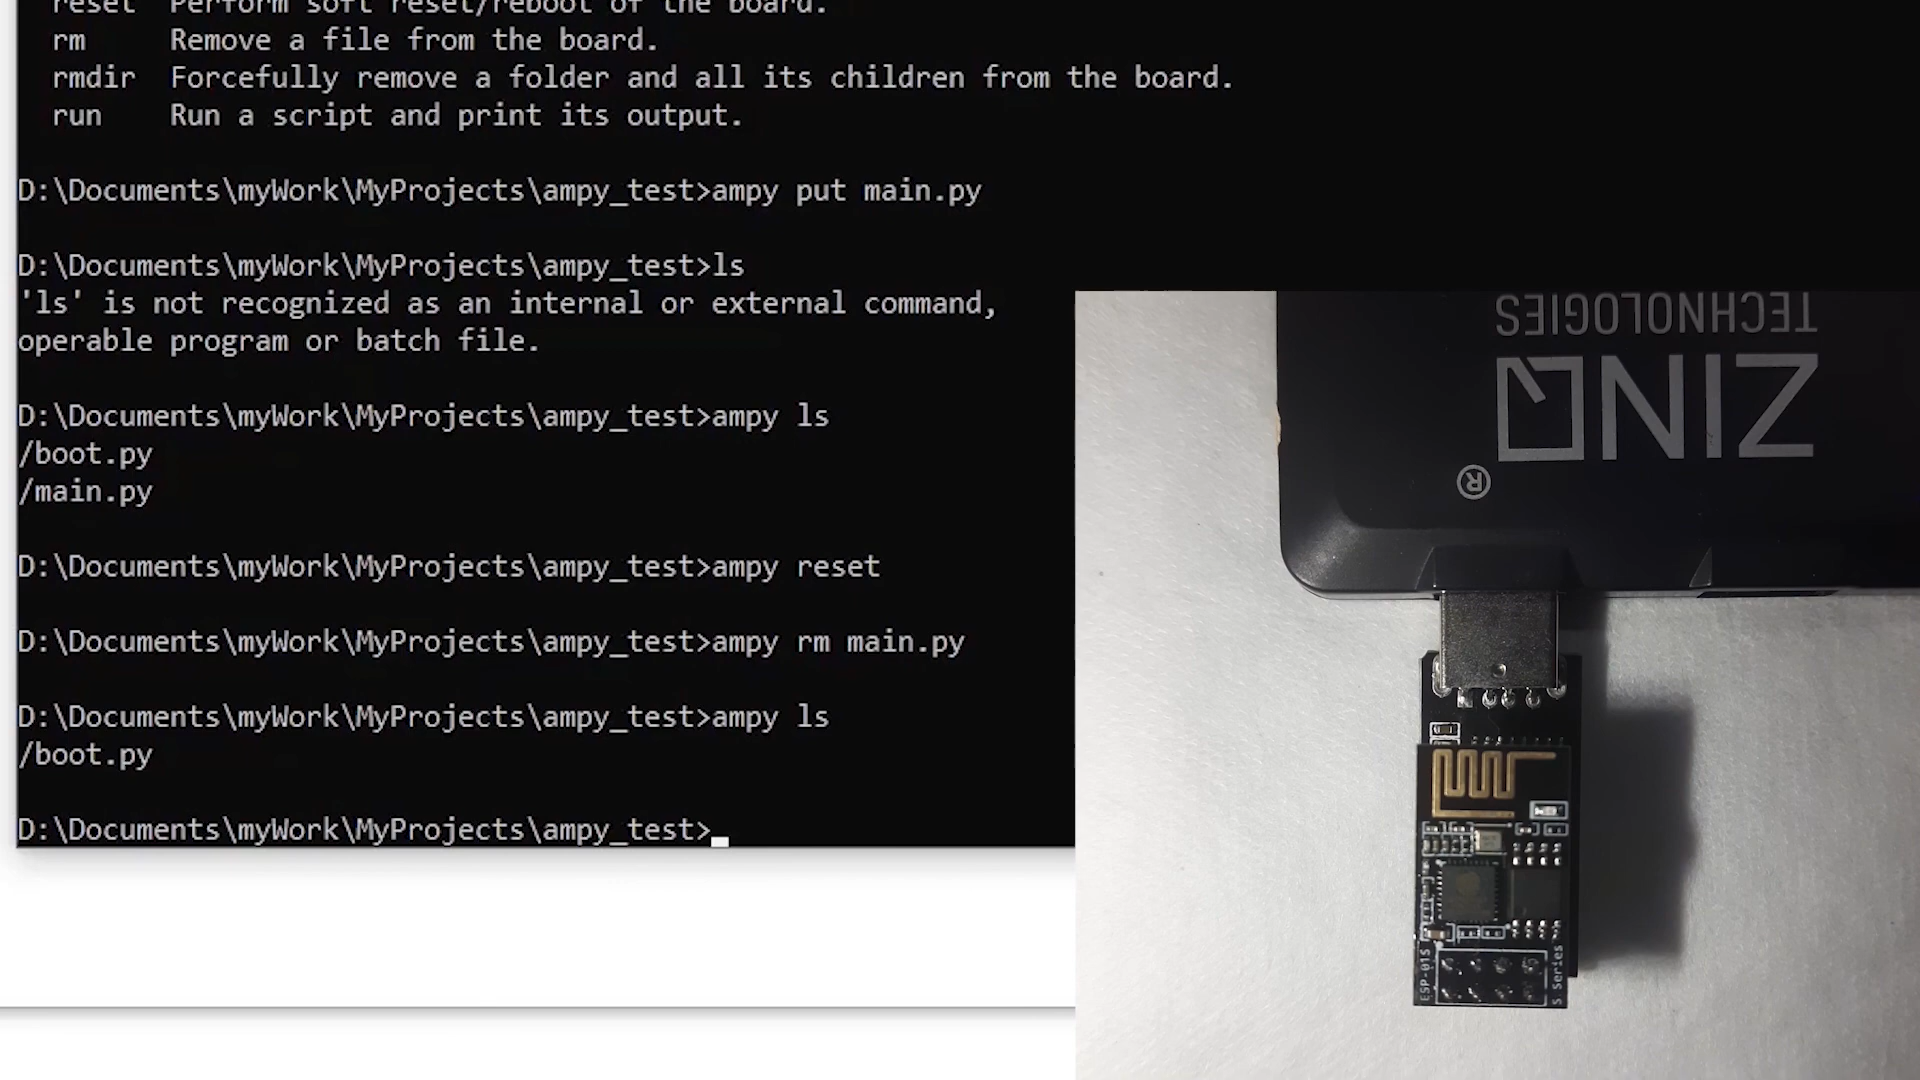 reset  Perform soft reset/reboot of the board.
rm     Remove a file from the board.
rmdir  Forcefully remove a folder and all its children from the board.
run    Run a script and print its output.
D:\Documents\myWork\MyProjects\ampy_test>ampy put main.py
D:\Documents\myWork\MyProjects\ampy_test>ls
'ls' is not recognized as an internal or external command,
operable program or batch file.
D:\Documents\myWork\MyProjects\ampy_test>ampy ls
/boot.py
/main.py
D:\Documents\myWork\MyProjects\ampy_test>ampy reset
D:\Documents\myWork\MyProjects\ampy_test>ampy rm main.py
D:\Documents\myWork\MyProjects\ampy_test>ampy ls
/boot.py
D:\Documents\myWork\MyProjects\ampy_test>
ZINQ
TECHNOLOGIES
®
ESP-01S
S Series